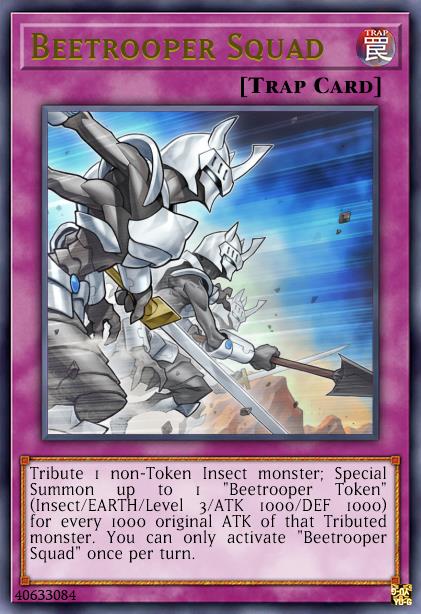 Beetrooper Squad
TRAP
罠
[Trap Card]
Tribute 1 non-Token Insect monster; Special
Summon up to 1 "Beetrooper Token"
(Insect/EARTH/Level 3/ATK 1000/DEF 1000)
for every 1000 original ATK of that Tributed
monster. You can only activate "Beetrooper
Squad" once per turn.
40633084